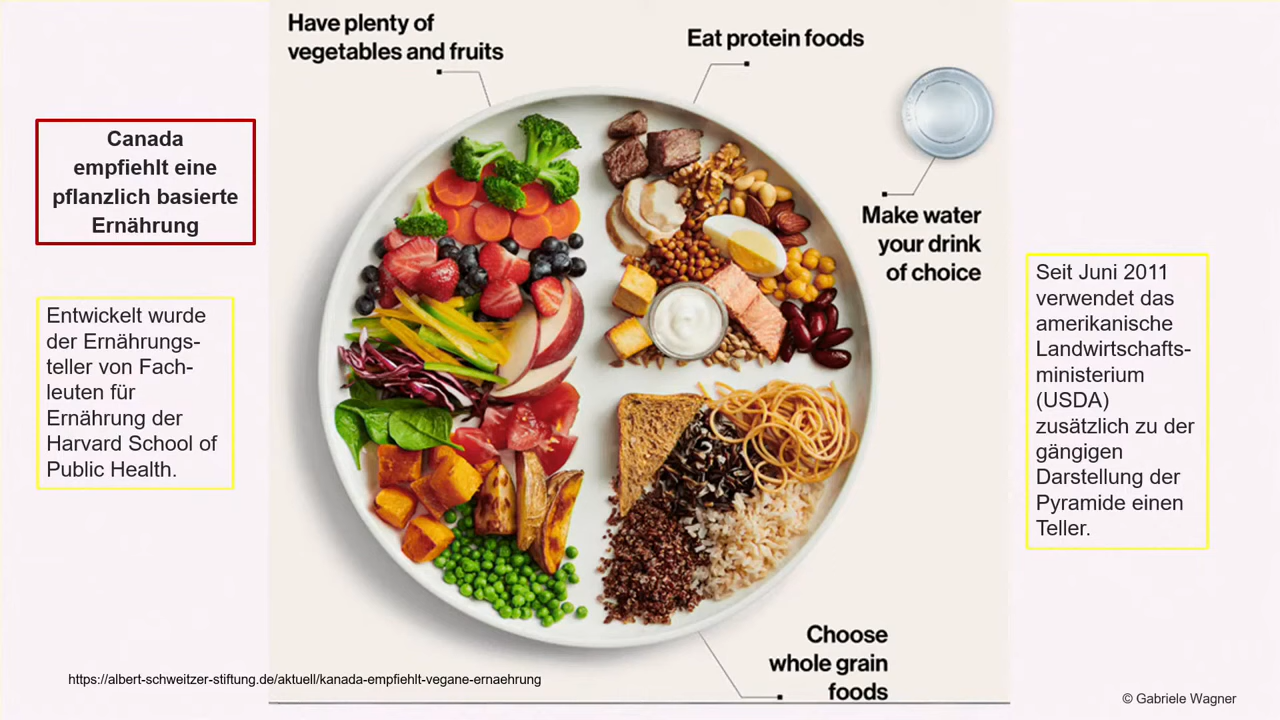 Have plenty of
vegetables and fruits
Eat protein foods
Canada
empfiehlt eine
pflanzlich basierte
Ernährung
Make water
your drink
of choice
Entwickelt wurde
der Ernährungs-
teller von Fach-
leuten für
Ernährung der
Harvard School of
Public Health.
Seit Juni 2011
verwendet das
amerikanische
Landwirtschafts-
ministerium
(USDA)
zusätzlich zu der
gängigen
Darstellung der
Pyramide einen
Teller.
Choose
whole grain
foods
https://albert-schweitzer-stiftung.de/aktuell/kanada-empfiehlt-vegane-ernaehrung
© Gabriele Wagner